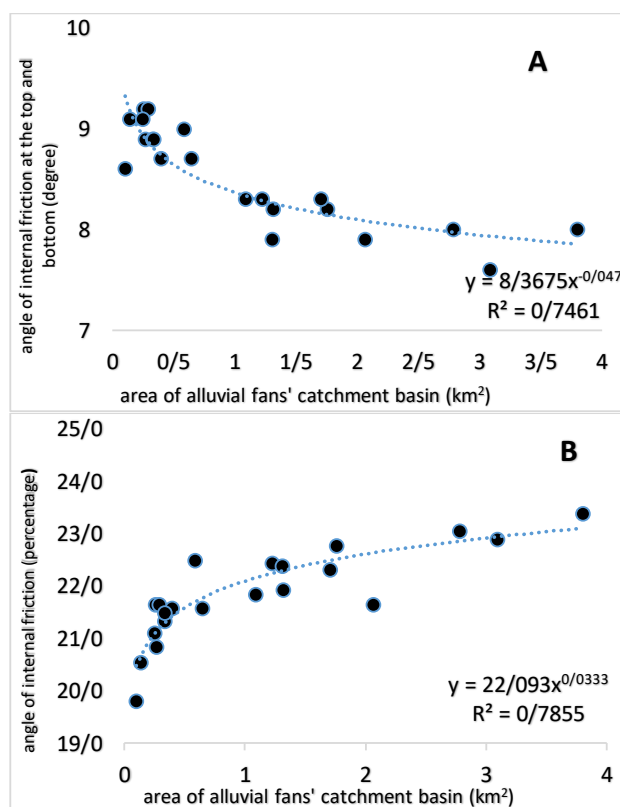 A
angle of internal friction at the top and
bottom (degree)
10
9
8
7
y = 8/3675x^-0/047
R² = 0/7461
0 0/5 1 1/5 2 2/5 3 3/5 4
area of alluvial fans' catchment basin (km²)
B
angle of internal friction (percentage)
25/0
24/0
23/0
22/0
21/0
20/0
19/0
y = 22/093x^0/0333
R² = 0/7855
0 1 2 3 4
area of alluvial fans' catchment basin (km²)